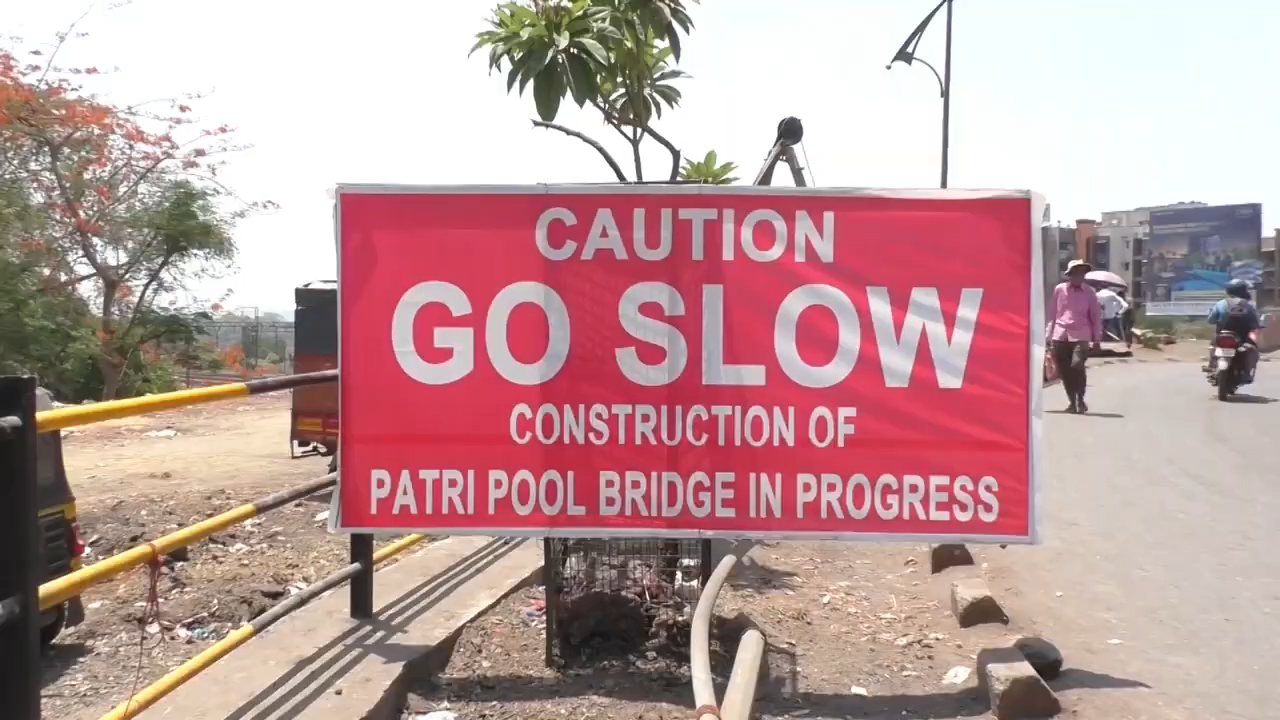 CAUTION
GO SLOW
CONSTRUCTION OF
PATRI POOL BRIDGE IN PROGRESS